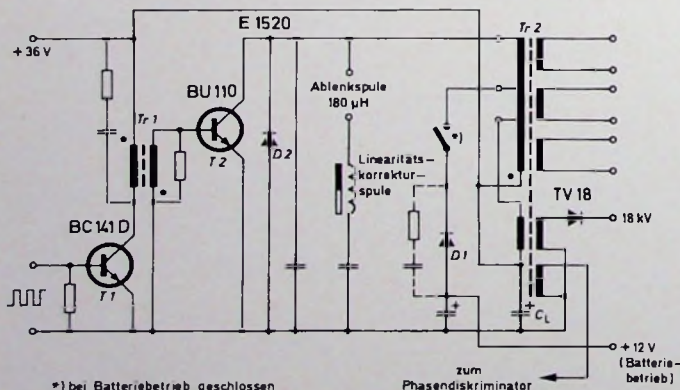 E 1520
Tr 2
+36 V
BU 110
Ablenkspule
180 µH
Tr 1
*)
T 2
D 2
Linearitäts-
korrektur-
spule
TV 18
BC 141 D
18 kV
D 1
T 1
+
+
C_L
+12 V
(Batterie-
betrieb)
*) bei Batteriebetrieb geschlossen
zum
Phasendiskriminator